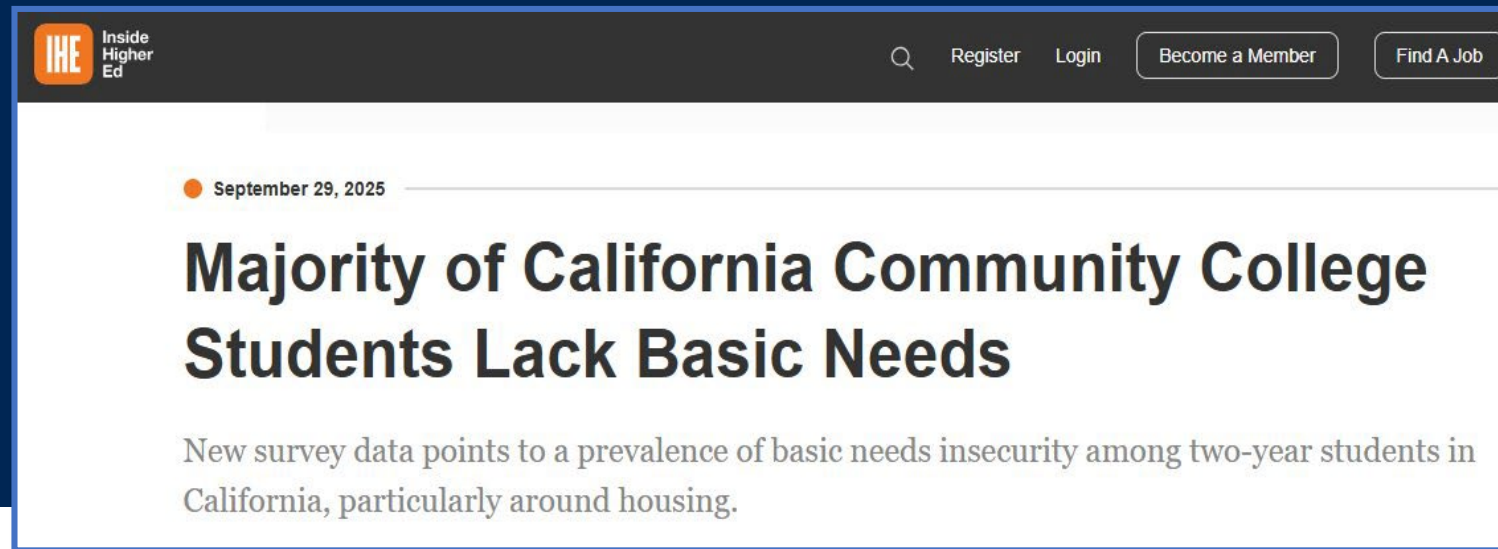 IHE
Inside
Higher
Ed
Register Login Become a Member Find A Job
September 29, 2025
Majority of California Community College
Students Lack Basic Needs
New survey data points to a prevalence of basic needs insecurity among two-year students in
California, particularly around housing.